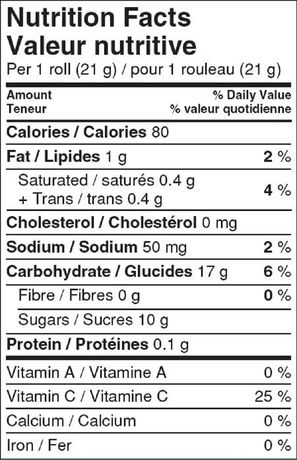 Nutrition Facts
Valeur nutritive
Per 1 roll (21 g) / pour 1 rouleau (21 g)
Amount % Daily Value
Teneur % valeur quotidienne
Calories / Calories 80
Fat / Lipides 1 g 2 %
Saturated / saturés 0.4 g
+ Trans / trans 0.4 g 4 %
Cholesterol / Cholestérol 0 mg
Sodium / Sodium 50 mg 2 %
Carbohydrate / Glucides 17 g 6 %
Fibre / Fibres 0 g 0 %
Sugars / Sucres 10 g
Protein / Protéines 0.1 g
Vitamin A / Vitamine A 0 %
Vitamin C / Vitamine C 25 %
Calcium / Calcium 0 %
Iron / Fer 0 %